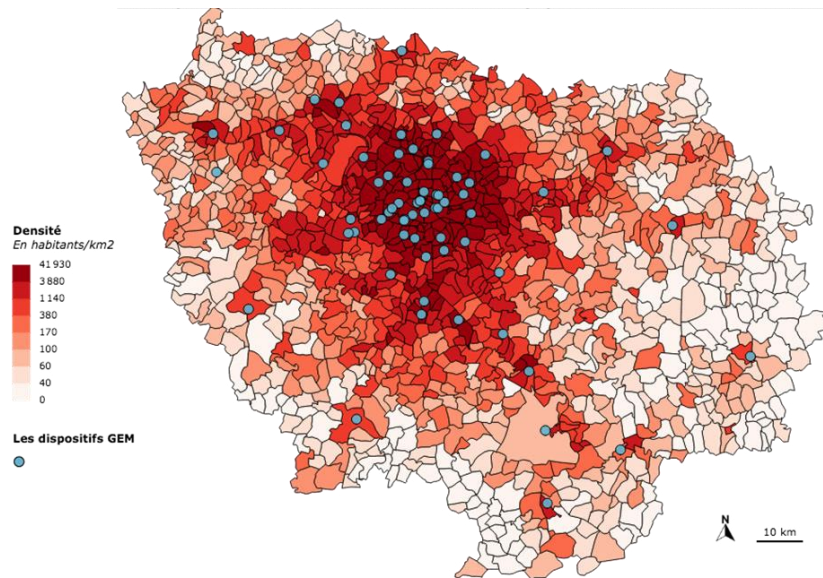 Densité
En habitants/km2
41 930
3 880
1 140
380
170
100
60
40
0
Les dispositifs GEM
N
10 km